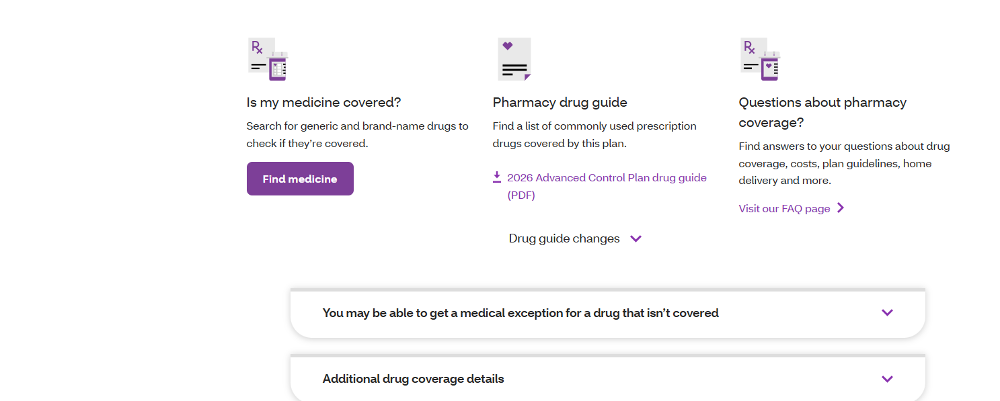 Rx
Is my medicine covered?
Search for generic and brand-name drugs to
check if they’re covered.
Find medicine
Pharmacy drug guide
Find a list of commonly used prescription
drugs covered by this plan.
2026 Advanced Control Plan drug guide
(PDF)
Drug guide changes
Rx
Questions about pharmacy
coverage?
Find answers to your questions about drug
coverage, costs, plan guidelines, home
delivery and more.
Visit our FAQ page
You may be able to get a medical exception for a drug that isn’t covered
Additional drug coverage details